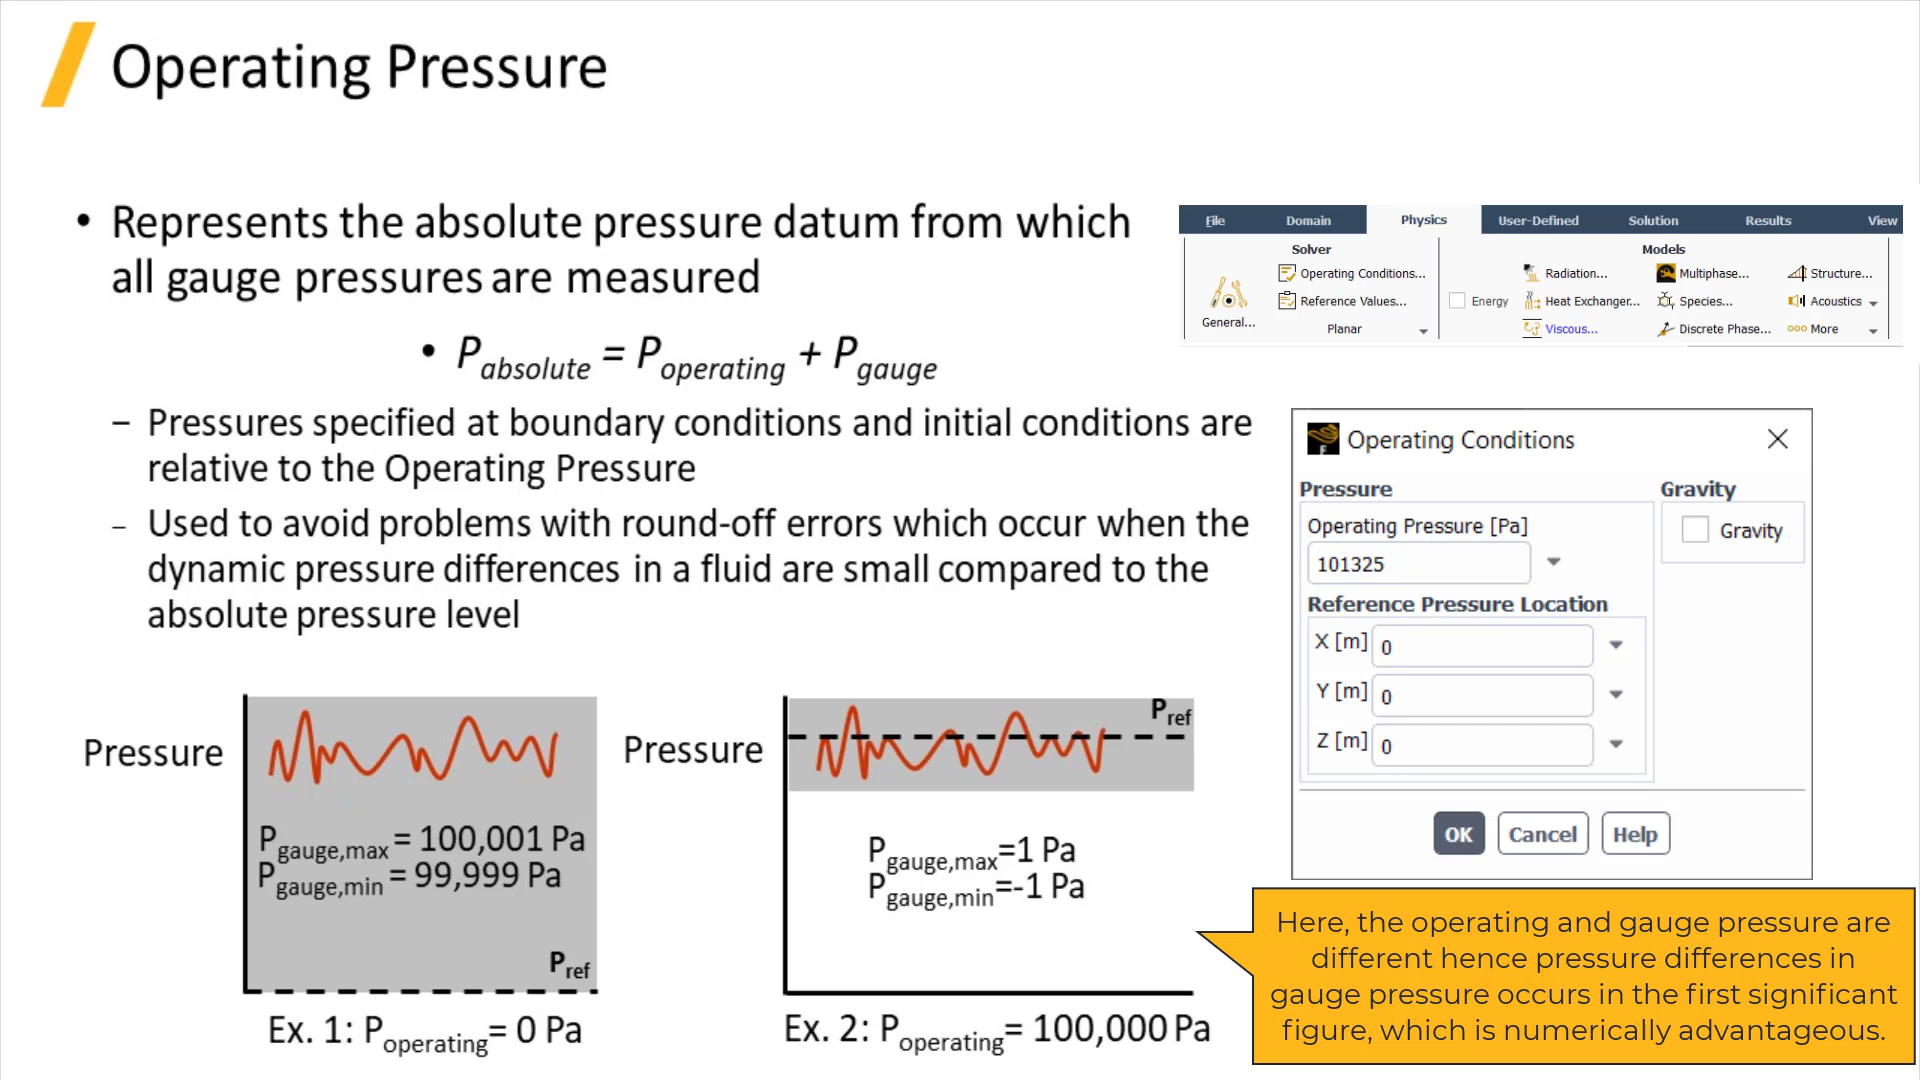 Operating Pressure
• Represents the absolute pressure datum from which
all gauge pressures are measured
• Pabsolute = Poperating + Pgauge
– Pressures specified at boundary conditions and initial conditions are
relative to the Operating Pressure
– Used to avoid problems with round-off errors which occur when the
dynamic pressure differences in a fluid are small compared to the
absolute pressure level
File Domain Physics User-Defined Solution Results View
Solver
Models
General...
Operating Conditions...
Reference Values...
Planar
Energy
Radiation...
Heat Exchanger...
Viscous...
Multiphase...
Species...
Discrete Phase...
Structure...
Acoustics
More
Operating Conditions
Pressure
Gravity
Operating Pressure [Pa]
101325
Gravity
Reference Pressure Location
X [m] 0
Y [m] 0
Z [m] 0
OK Cancel Help
Pressure
Pgauge,max = 100,001 Pa
Pgauge,min = 99,999 Pa
Pref
Ex. 1: Poperating= 0 Pa
Pressure
Pref
Pgauge,max=1 Pa
Pgauge,min=-1 Pa
Ex. 2: Poperating= 100,000 Pa
Here, the operating and gauge pressure are
different hence pressure differences in
gauge pressure occurs in the first significant
figure, which is numerically advantageous.